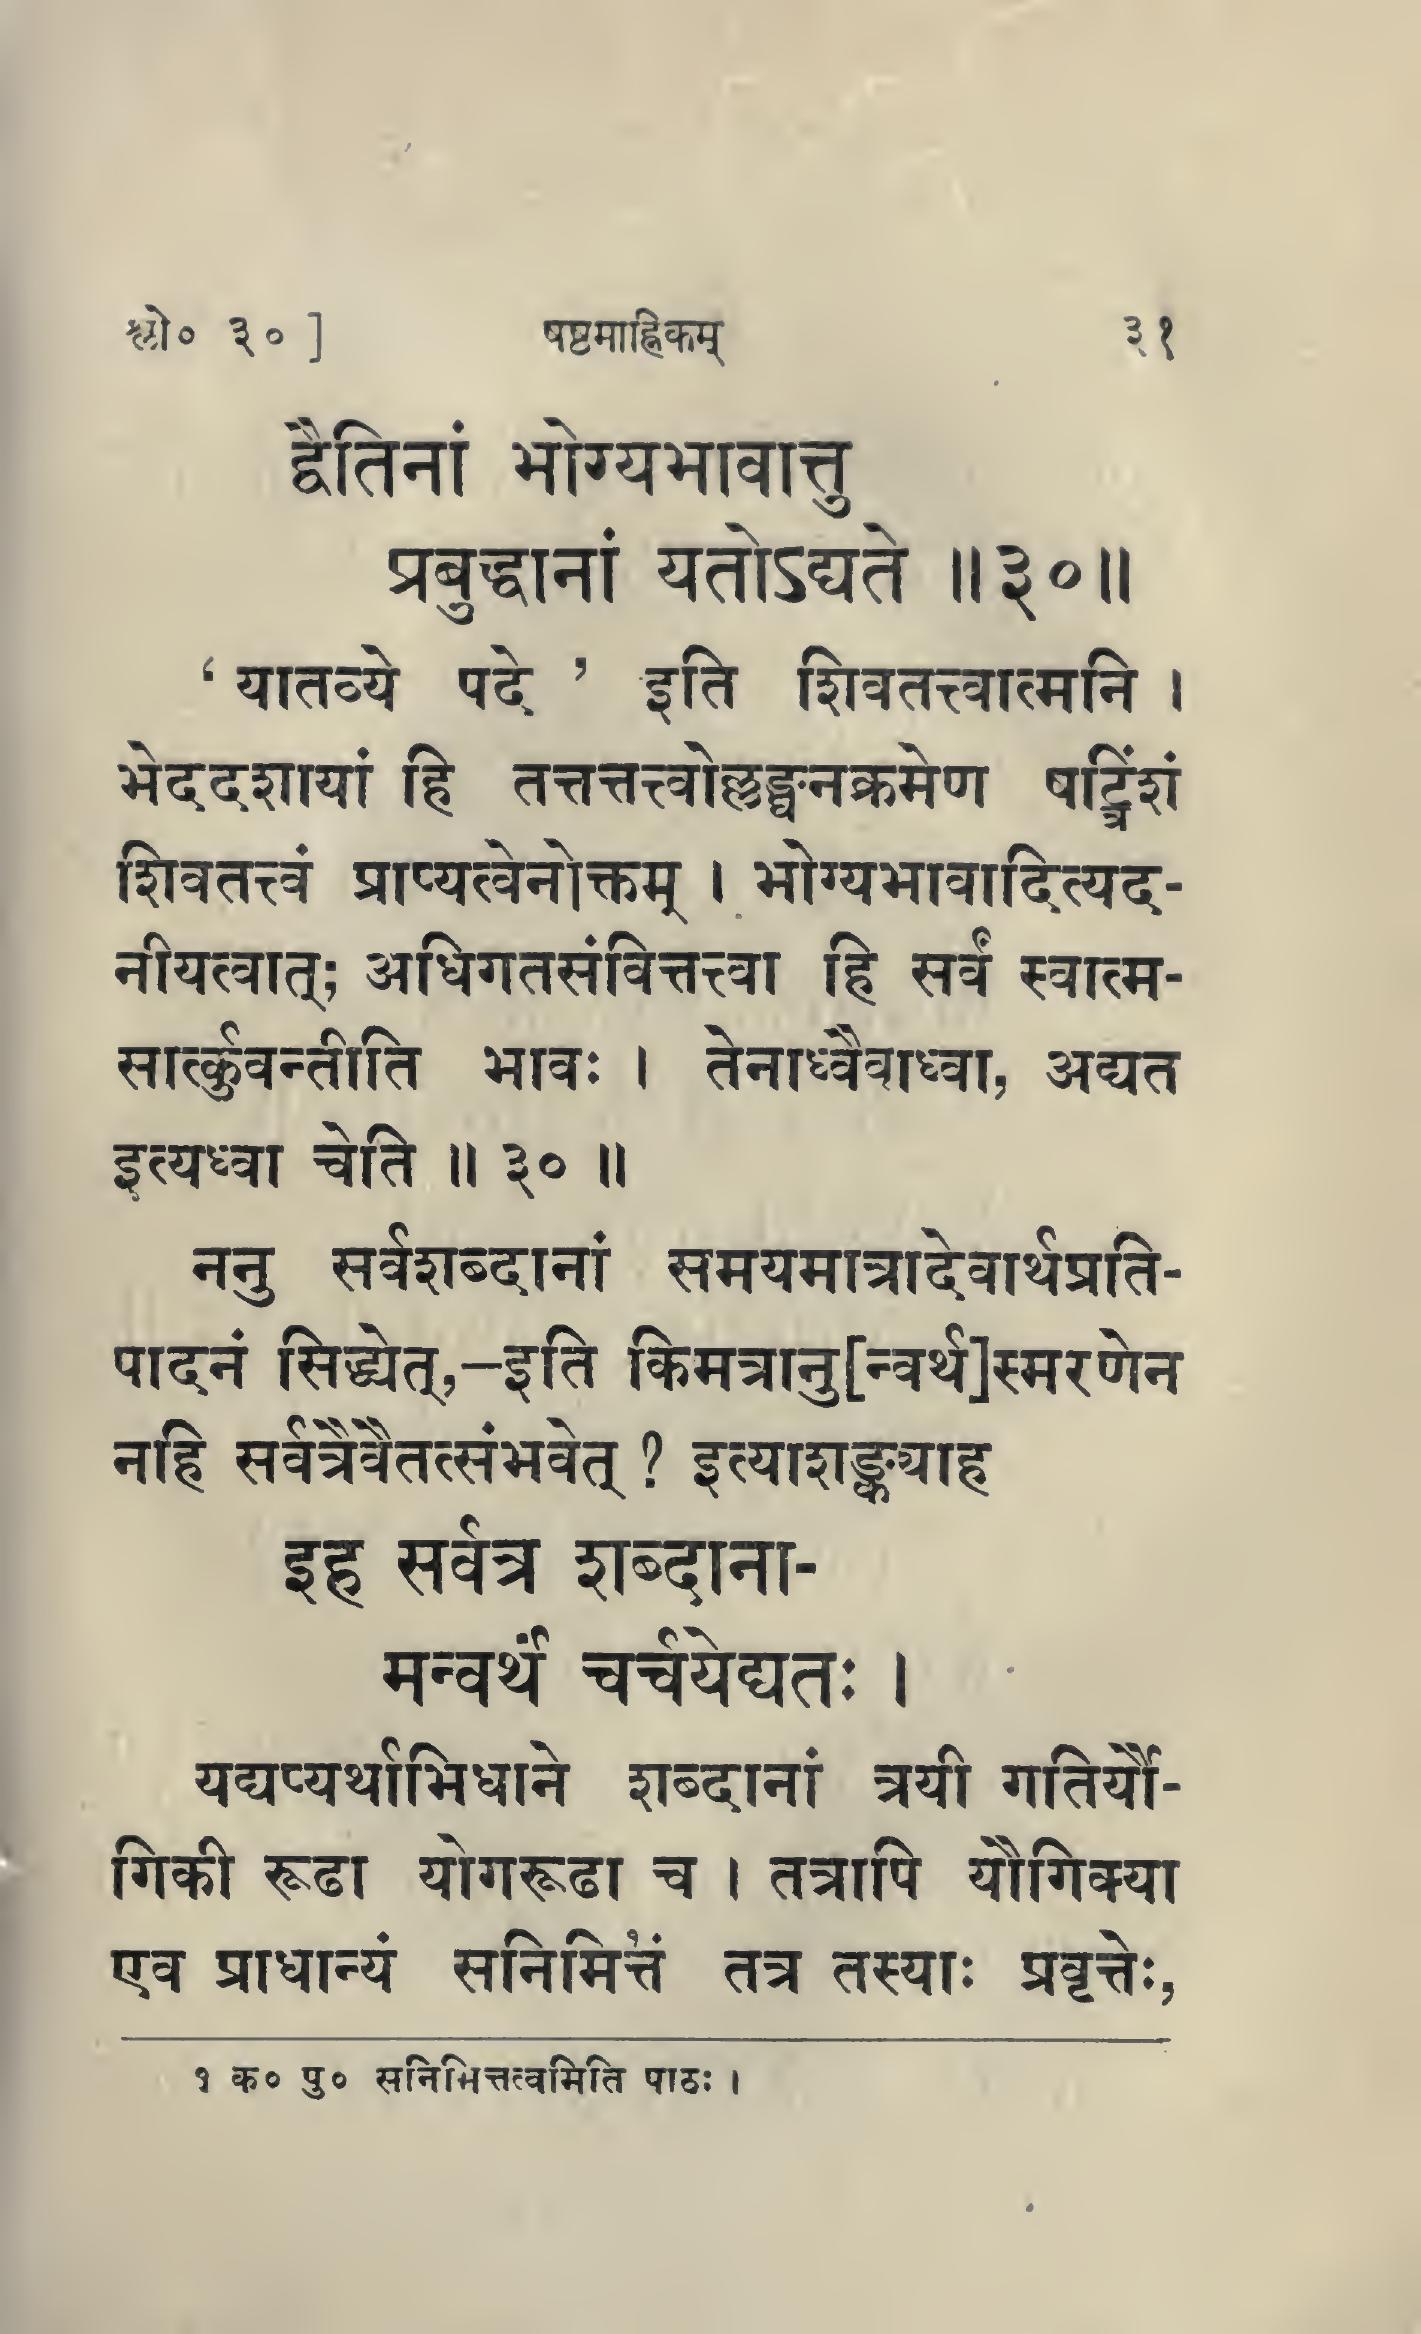 श्लो० ३० ]
षष्ठमाह्निकम्
३१
द्वैतिनां भोग्यभावात्तु
प्रबुद्धानां यतोऽद्यते ॥३०॥
‘यातव्ये पदे ’ इति शिवतत्त्वात्मनि ।
भेददशायां हि तत्तत्तत्त्वोल्लङ्घनक्रमेण षट्त्रिंशं
शिवतत्त्वं प्राप्यत्वेनोक्तम् । भोग्यभावादित्यद-
नीयत्वात्; अधिगतसंवित्तत्त्वा हि सर्वं स्वात्म-
सात्कुर्वन्तीति भावः । तेनाध्वैवाध्वा, अद्यत
इत्यध्वा चेति ॥ ३० ॥
ननु सर्वशब्दानां समयमात्रादेवार्थप्रति-
पादनं सिद्ध्येत्,—इति किमत्रानु[न्वर्थ]स्मरणेन
नहि सर्वत्रैवैतत्संभवेत् ? इत्याशङ्क्याह
इह सर्वत्र शब्दाना-
मन्वर्थं चर्चयेद्यतः ।
यद्यप्यर्थाभिधाने शब्दानां त्रयी गतिर्यौ-
गिकी रूढा योगरूढा च । तत्रापि यौगिक्या
एव प्राधान्यं सनिमित्तं१ तत्र तस्याः प्रवृत्तेः,
१ क० पु० सनिमित्तत्वमिति पाठः ।